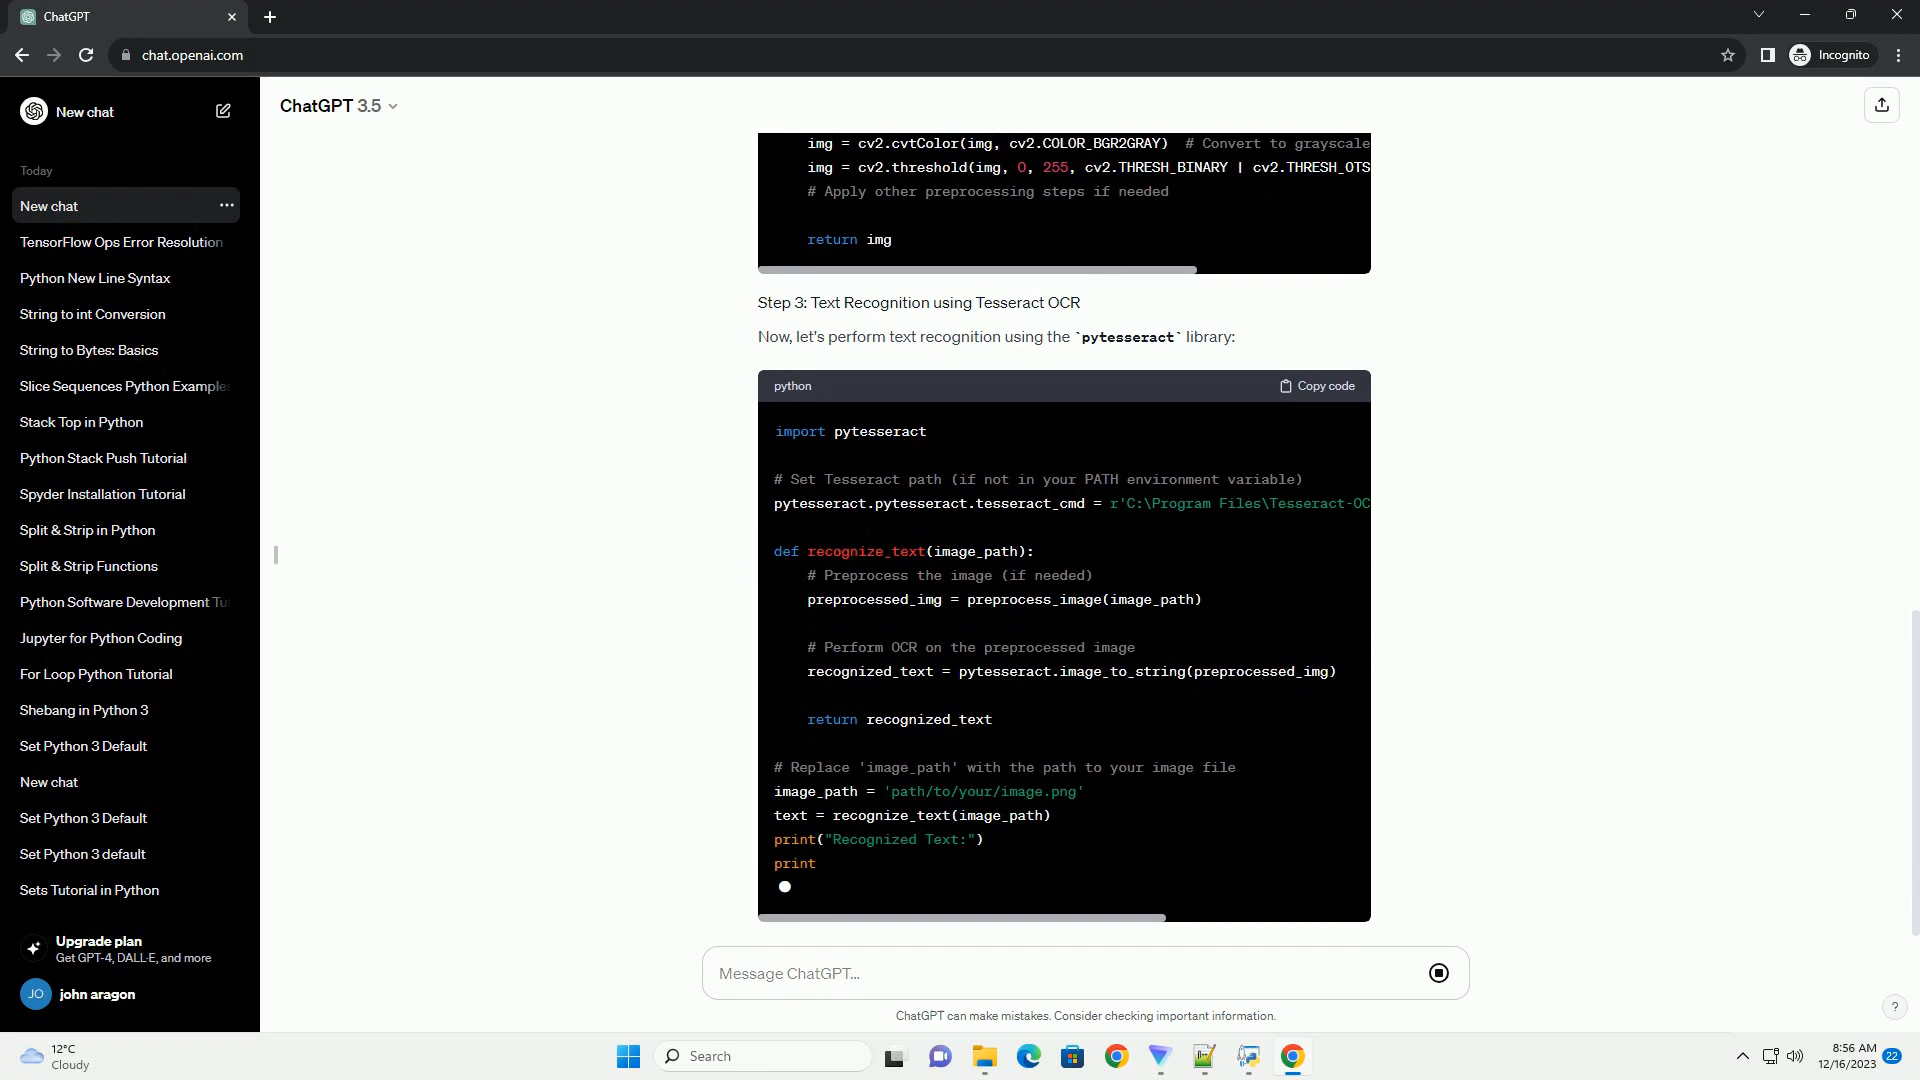 ChatGPT
chat.openai.com
Incognito
New chat
ChatGPT 3.5
Today
New chat
TensorFlow Ops Error Resolution
Python New Line Syntax
String to int Conversion
String to Bytes: Basics
Slice Sequences Python Examples
Stack Top in Python
Python Stack Push Tutorial
Spyder Installation Tutorial
Split & Strip in Python
Split & Strip Functions
Python Software Development Tu
Jupyter for Python Coding
For Loop Python Tutorial
Shebang in Python 3
Set Python 3 Default
New chat
Set Python 3 Default
Set Python 3 default
Sets Tutorial in Python
Upgrade plan
Get GPT-4, DALL·E, and more
JO john aragon
img = cv2.cvtColor(img, cv2.COLOR_BGR2GRAY)  # Convert to grayscale
img = cv2.threshold(img, 0, 255, cv2.THRESH_BINARY | cv2.THRESH_OTS
# Apply other preprocessing steps if needed
return img
Step 3: Text Recognition using Tesseract OCR
Now, let's perform text recognition using the `pytesseract` library:
python Copy code
import pytesseract
# Set Tesseract path (if not in your PATH environment variable)
pytesseract.pytesseract.tesseract_cmd = r'C:\Program Files\Tesseract-OC
def recognize_text(image_path):
# Preprocess the image (if needed)
preprocessed_img = preprocess_image(image_path)
# Perform OCR on the preprocessed image
recognized_text = pytesseract.image_to_string(preprocessed_img)
return recognized_text
# Replace 'image_path' with the path to your image file
image_path = 'path/to/your/image.png'
text = recognize_text(image_path)
print("Recognized Text:")
print
Message ChatGPT...
ChatGPT can make mistakes. Consider checking important information.
?
12°C
Cloudy
Search
8:56 AM
12/16/2023
22